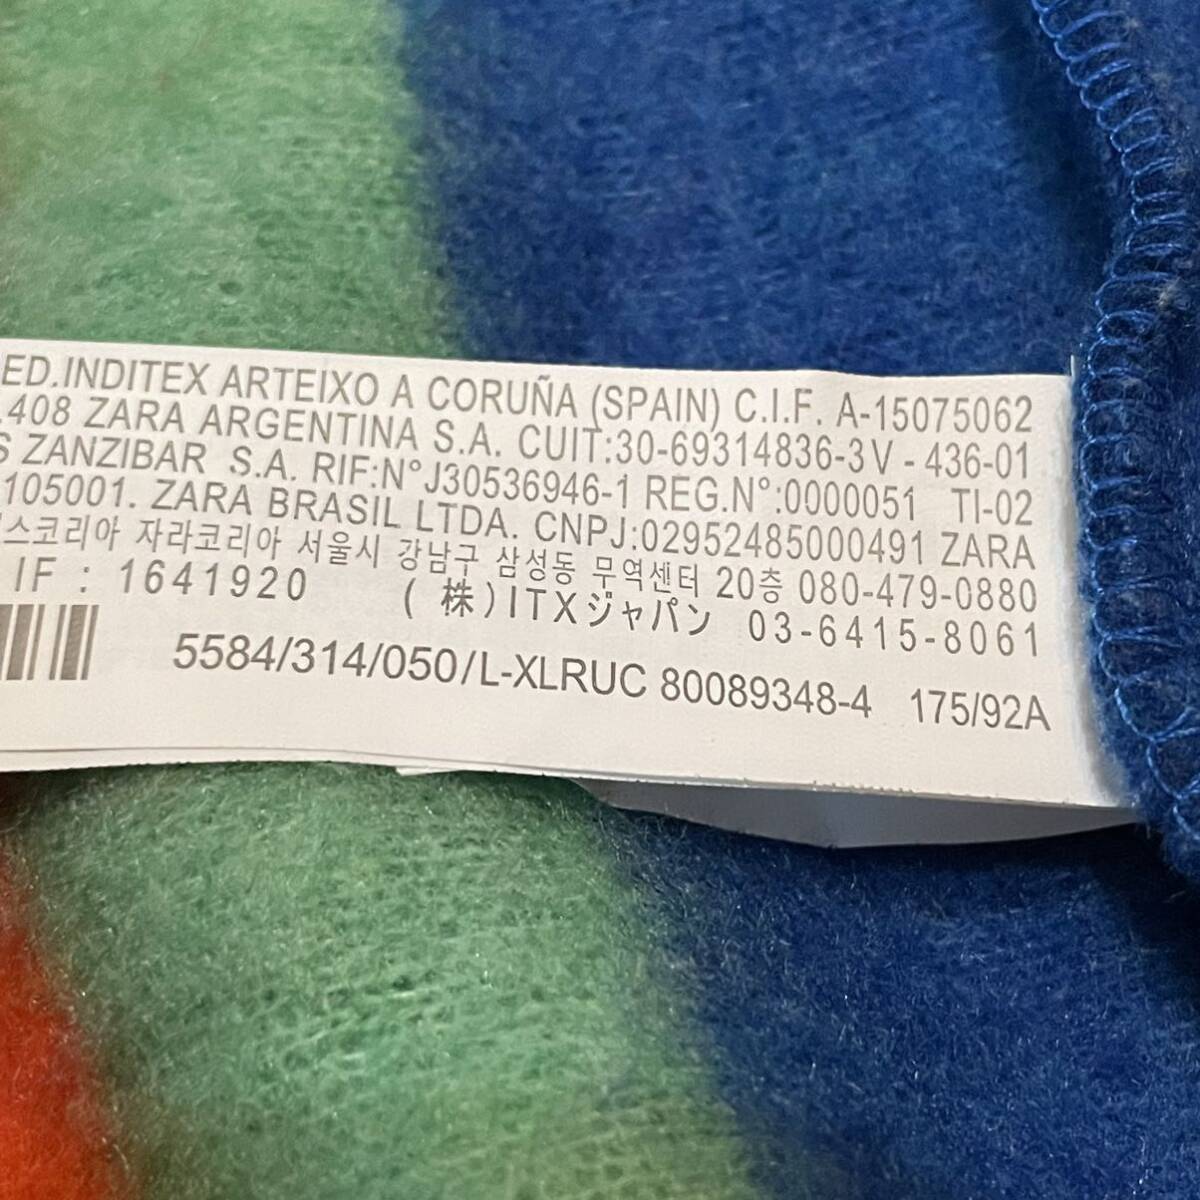 ED.INDITEX ARTEIXO A CORUÑA (SPAIN) C.I.F. A-15075062
.408 ZARA ARGENTINA S.A. CUIT:30-69314836-3 V - 436-01
S ZANZIBAR S.A. RIF:N°J30536946-1 REG.N°:0000051 TI-02
105001. ZARA BRASIL LTDA. CNPJ:02952485000491 ZARA
스코리아 자라코리아 서울시 강남구 삼성동 무역센터 20층 080-479-0880
IF : 1641920 (株)ITXジャパン 03-6415-8061
5584/314/050/L-XLRUC 80089348-4 175/92A